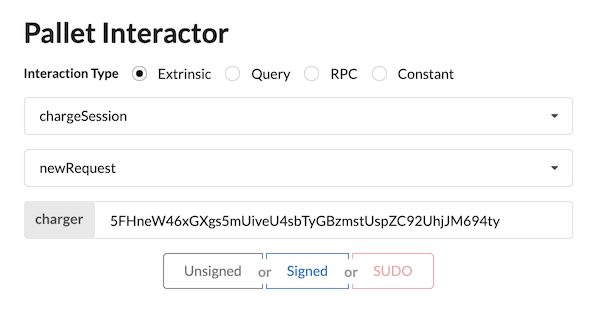 Pallet Interactor
Interaction Type Extrinsic Query RPC Constant
chargeSession
newRequest
charger 5FHneW46xGXgs5mUiveU4sbTyGBzmstUspZC92UhjJM694ty
Unsigned or Signed or SUDO